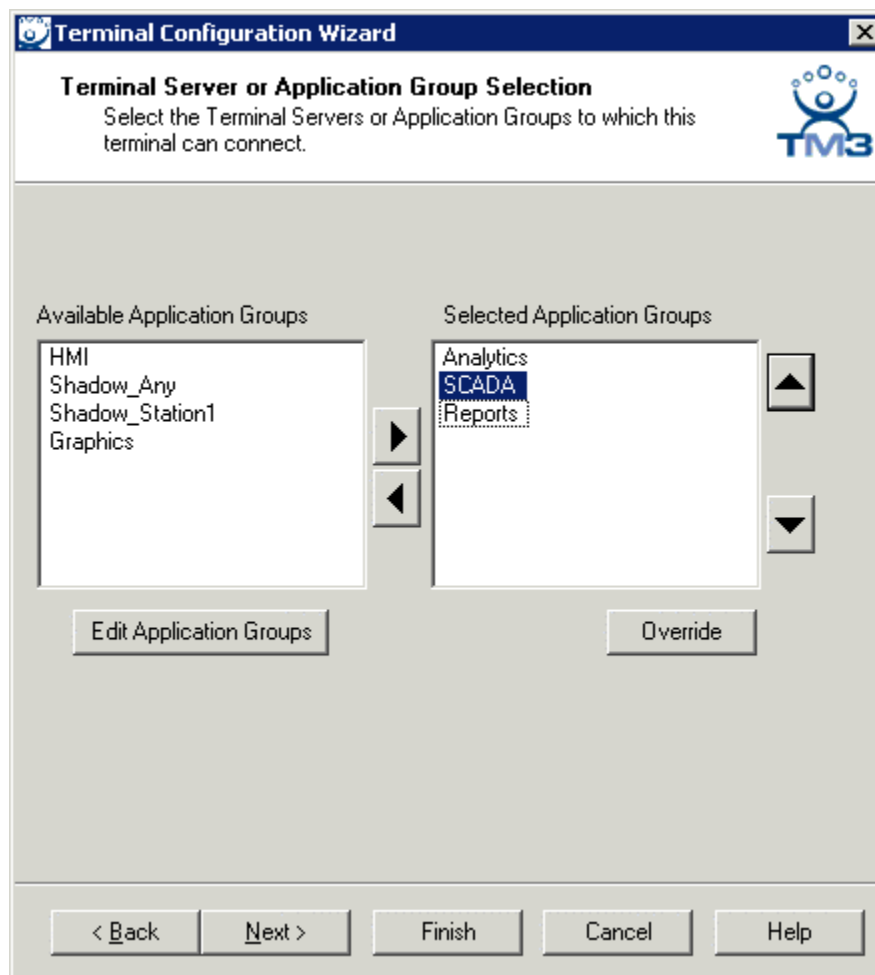 Terminal Configuration Wizard
Terminal Server or Application Group Selection
Select the Terminal Servers or Application Groups to which this
terminal can connect.
TM3
Available Application Groups
HMI
Shadow_Any
Shadow_Station1
Graphics
Selected Application Groups
Analytics
SCADA
Reports
Edit Application Groups
Override
< Back
Next >
Finish
Cancel
Help